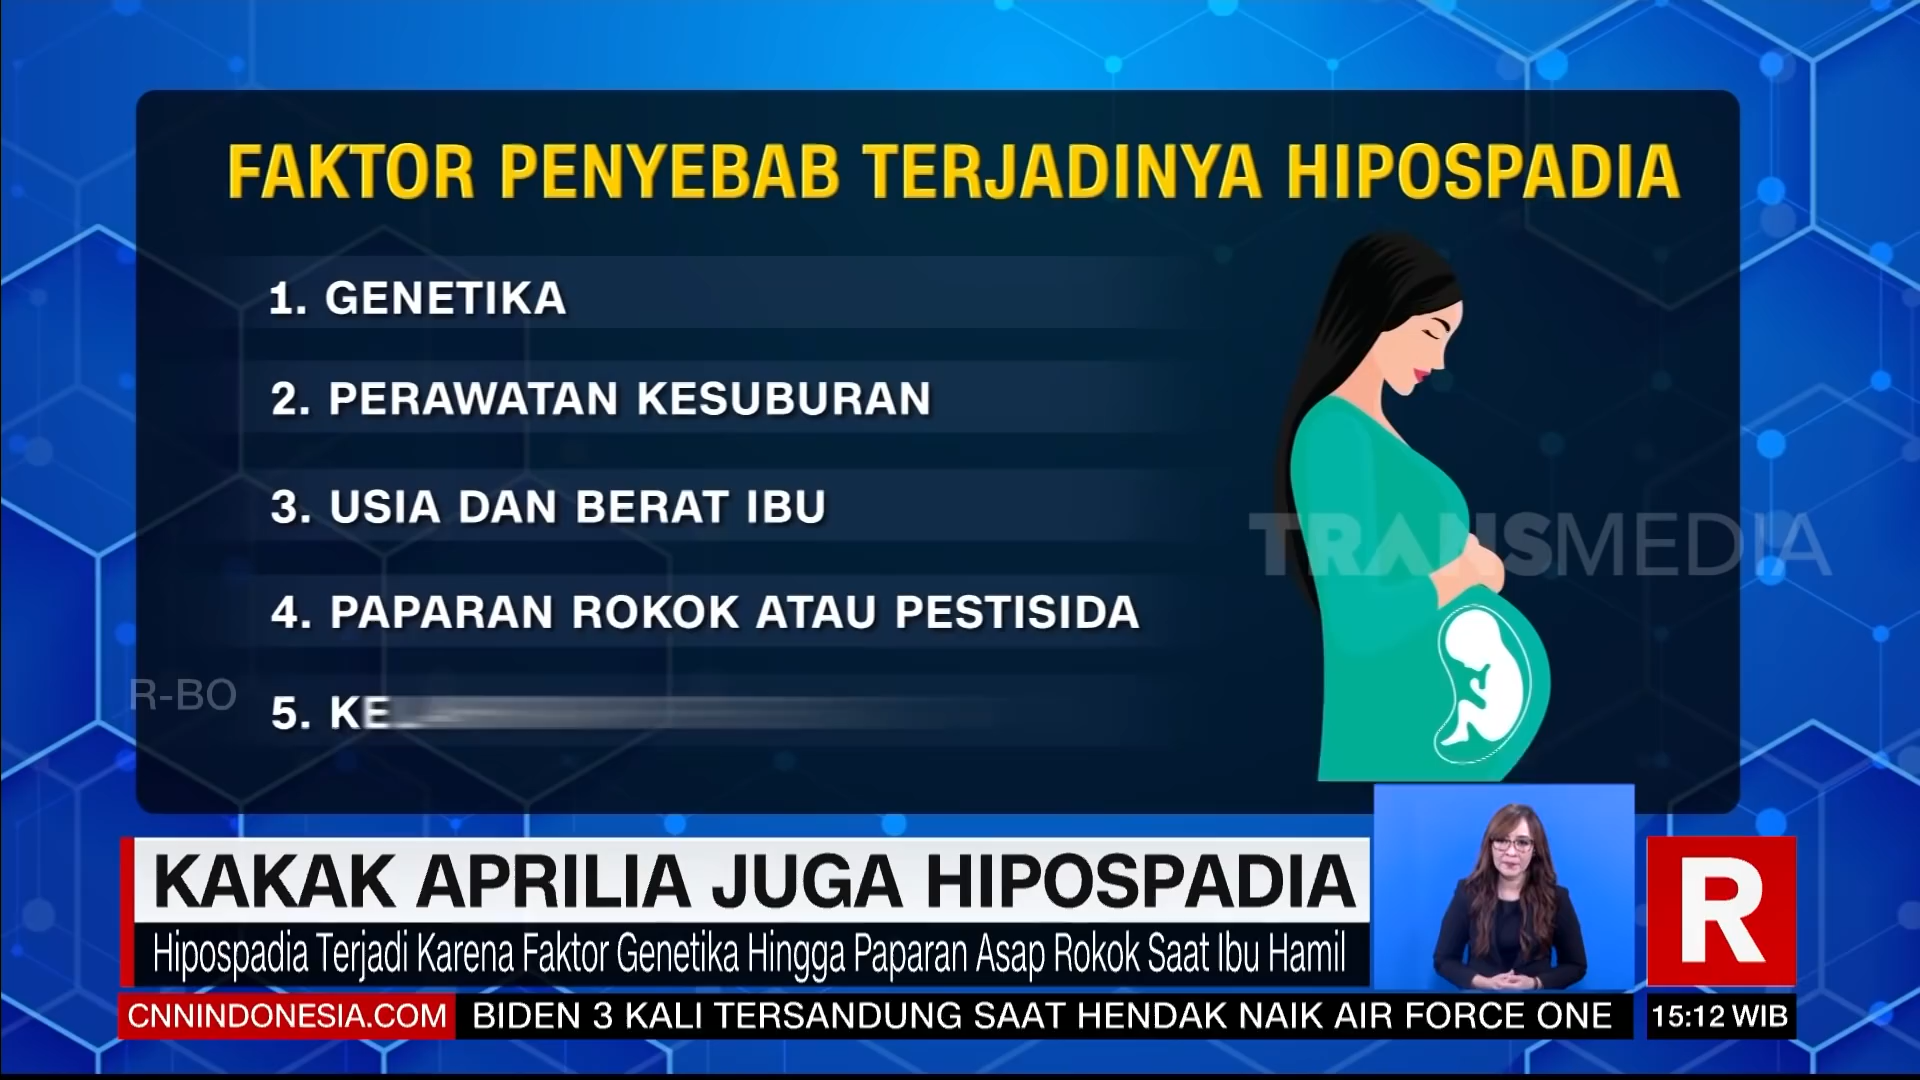 FAKTOR PENYEBAB TERJADINYA HIPOSPADIA
1. GENETIKA
2. PERAWATAN KESUBURAN
3. USIA DAN BERAT IBU
4. PAPARAN ROKOK ATAU PESTISIDA
5. KE
TRANSMEDIA
R-BO
KAKAK APRILIA JUGA HIPOSPADIA
Hipospadia Terjadi Karena Faktor Genetika Hingga Paparan Asap Rokok Saat Ibu Hamil
R
CNNINDONESIA.COM BIDEN 3 KALI TERSANDUNG SAAT HENDAK NAIK AIR FORCE ONE 15:12 WIB